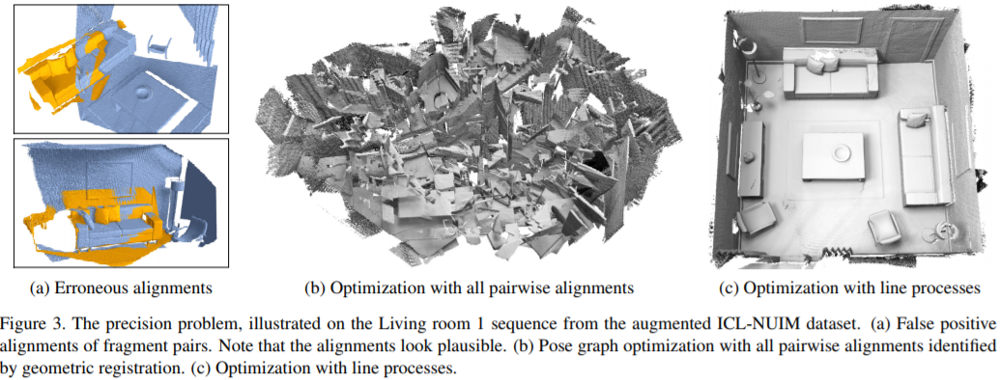 (a) Erroneous alignments
(b) Optimization with all pairwise alignments
(c) Optimization with line processes
Figure 3. The precision problem, illustrated on the Living room 1 sequence from the augmented ICL-NUIM dataset. (a) False positive
alignments of fragment pairs. Note that the alignments look plausible. (b) Pose graph optimization with all pairwise alignments identified
by geometric registration. (c) Optimization with line processes.